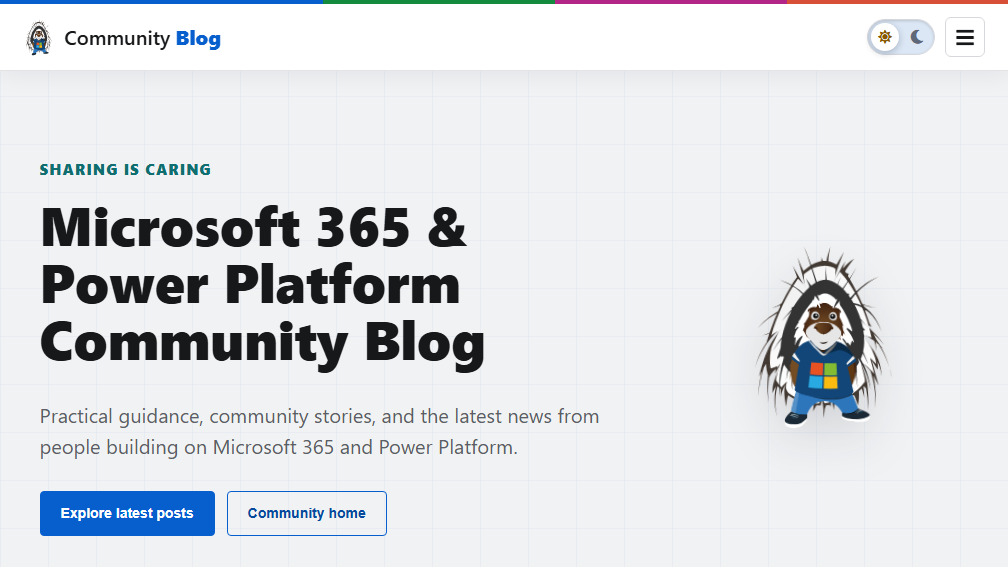 Community Blog
SHARING IS CARING
Microsoft 365 &
Power Platform
Community Blog
Practical guidance, community stories, and the latest news from
people building on Microsoft 365 and Power Platform.
Explore latest posts
Community home